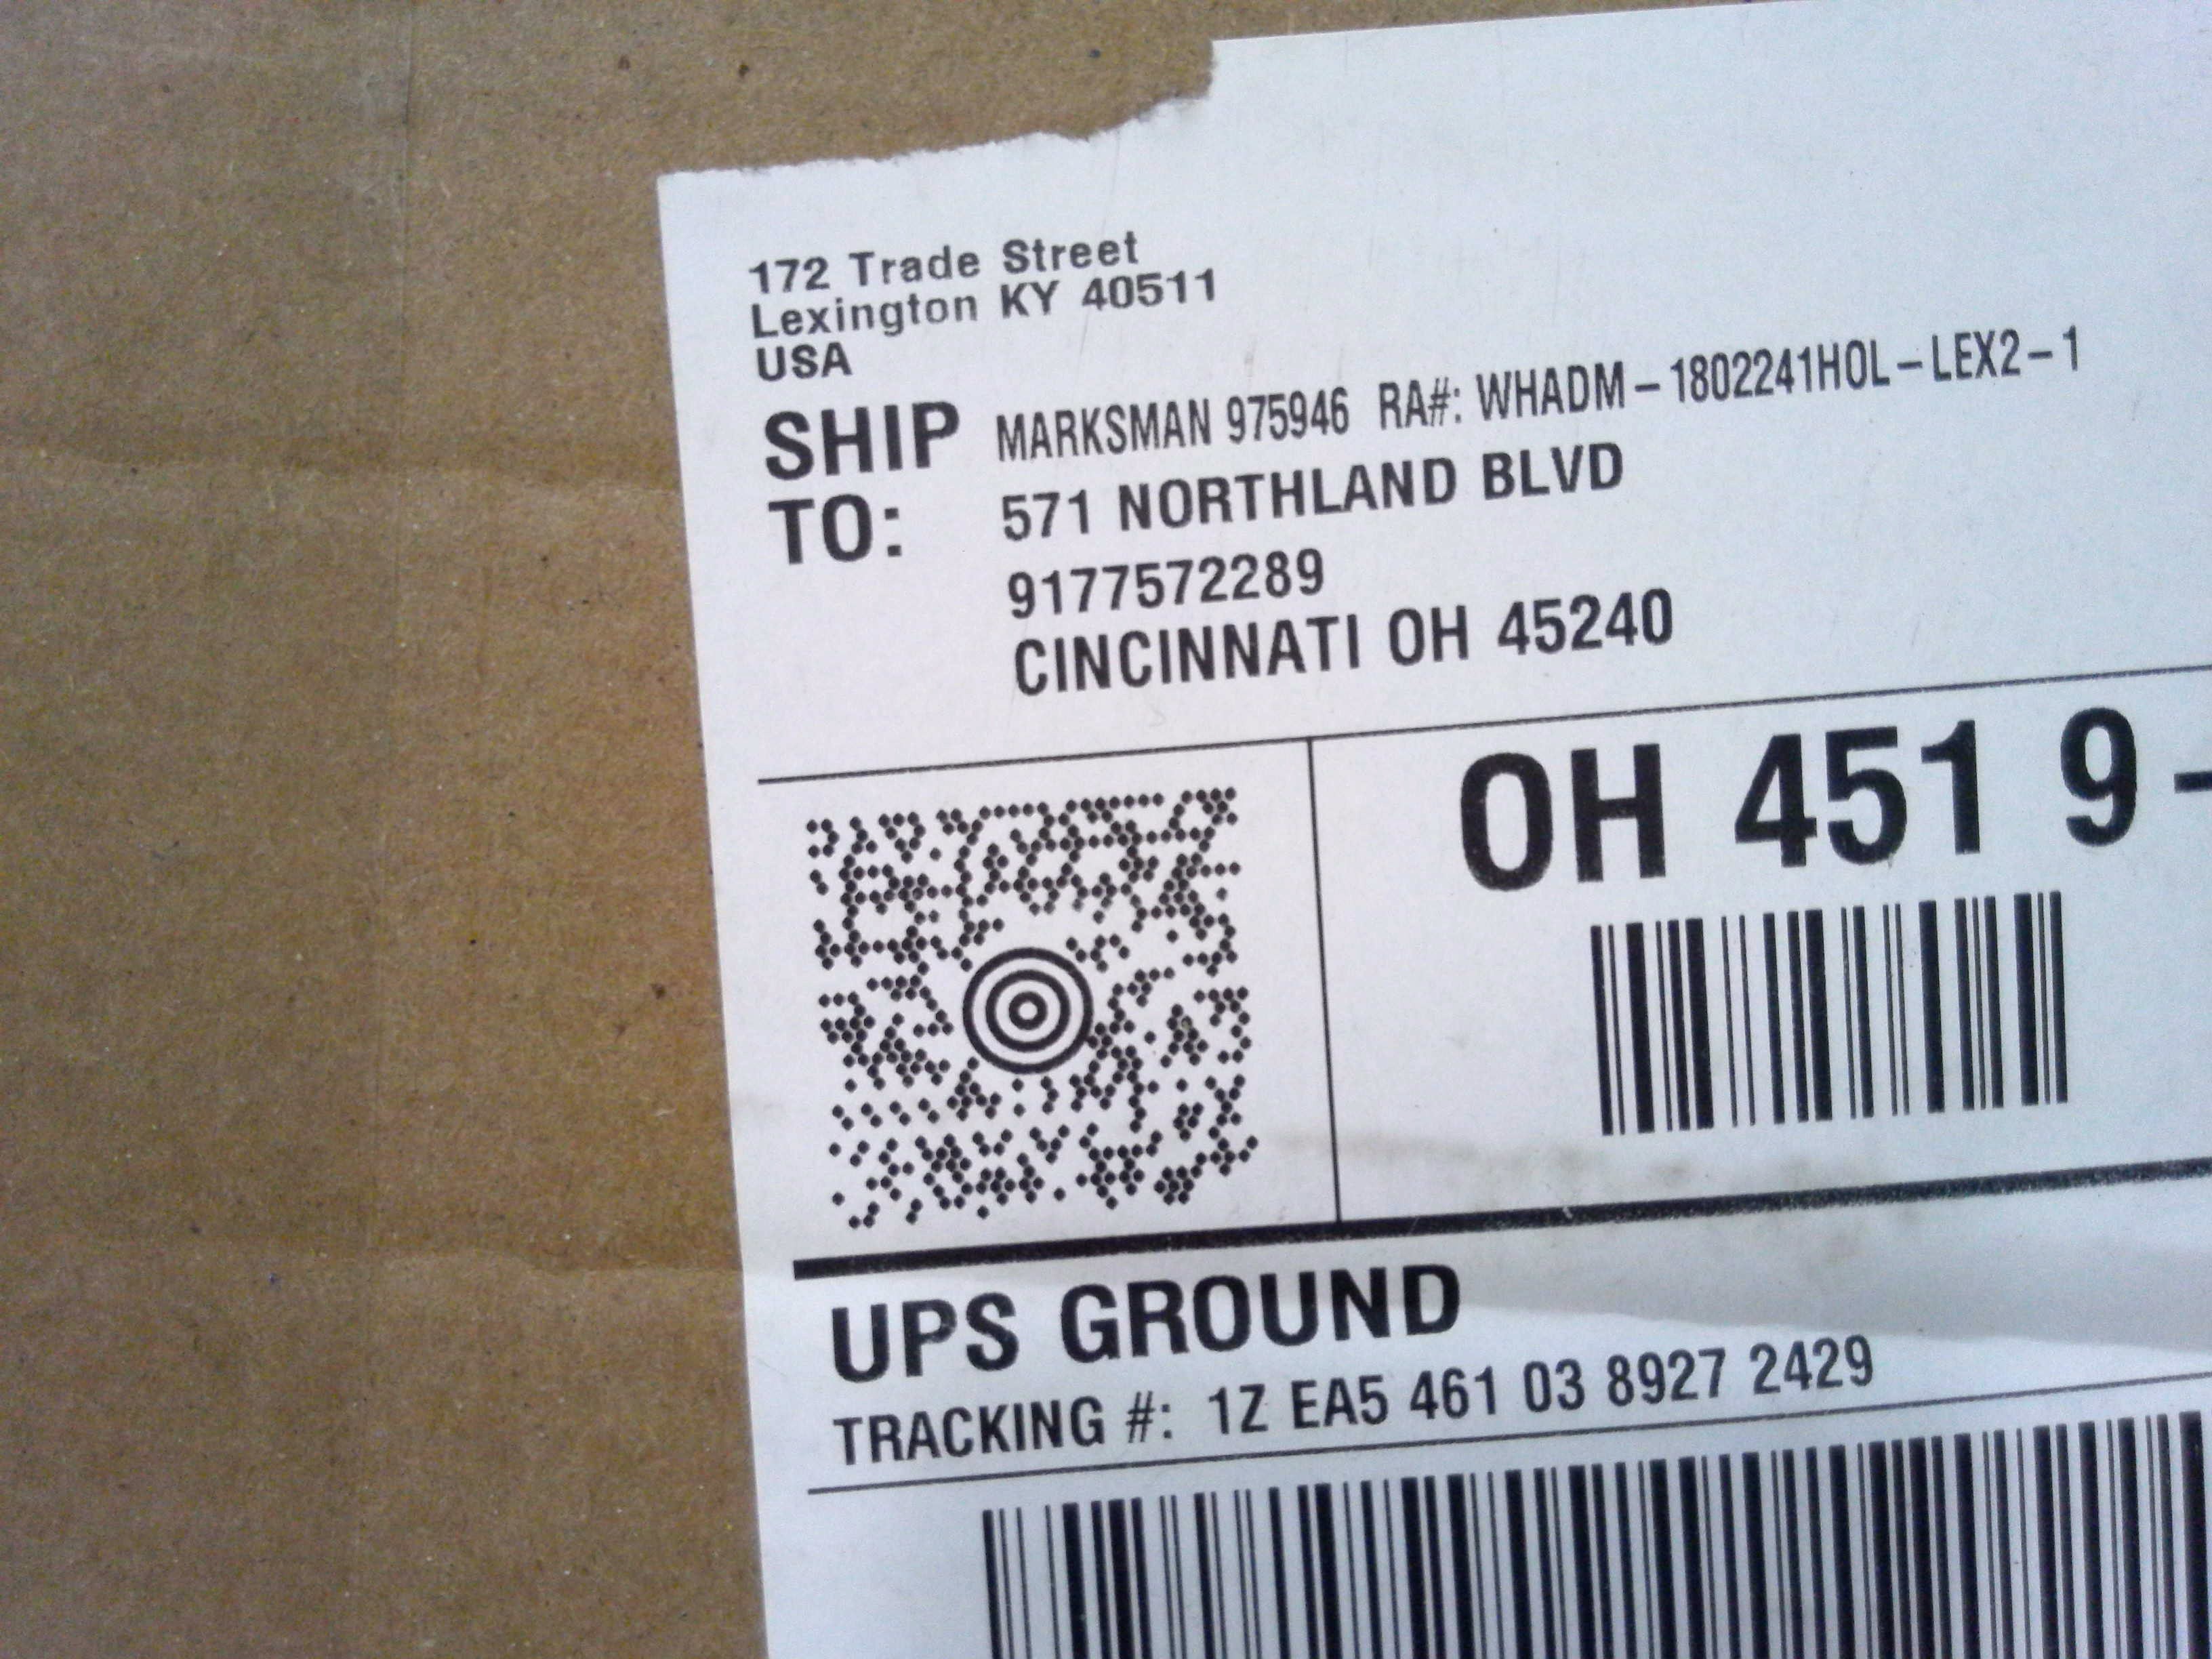 172 Trade Street
Lexington KY 40511
USA
SHIP TO: MARKSMAN 975946 RA#: WHADM-1802241HOL-LEX2-1
571 NORTHLAND BLVD
9177572289
CINCINNATI OH 45240
OH 451 9-
UPS GROUND
TRACKING #: 1Z EA5 461 03 8927 2429